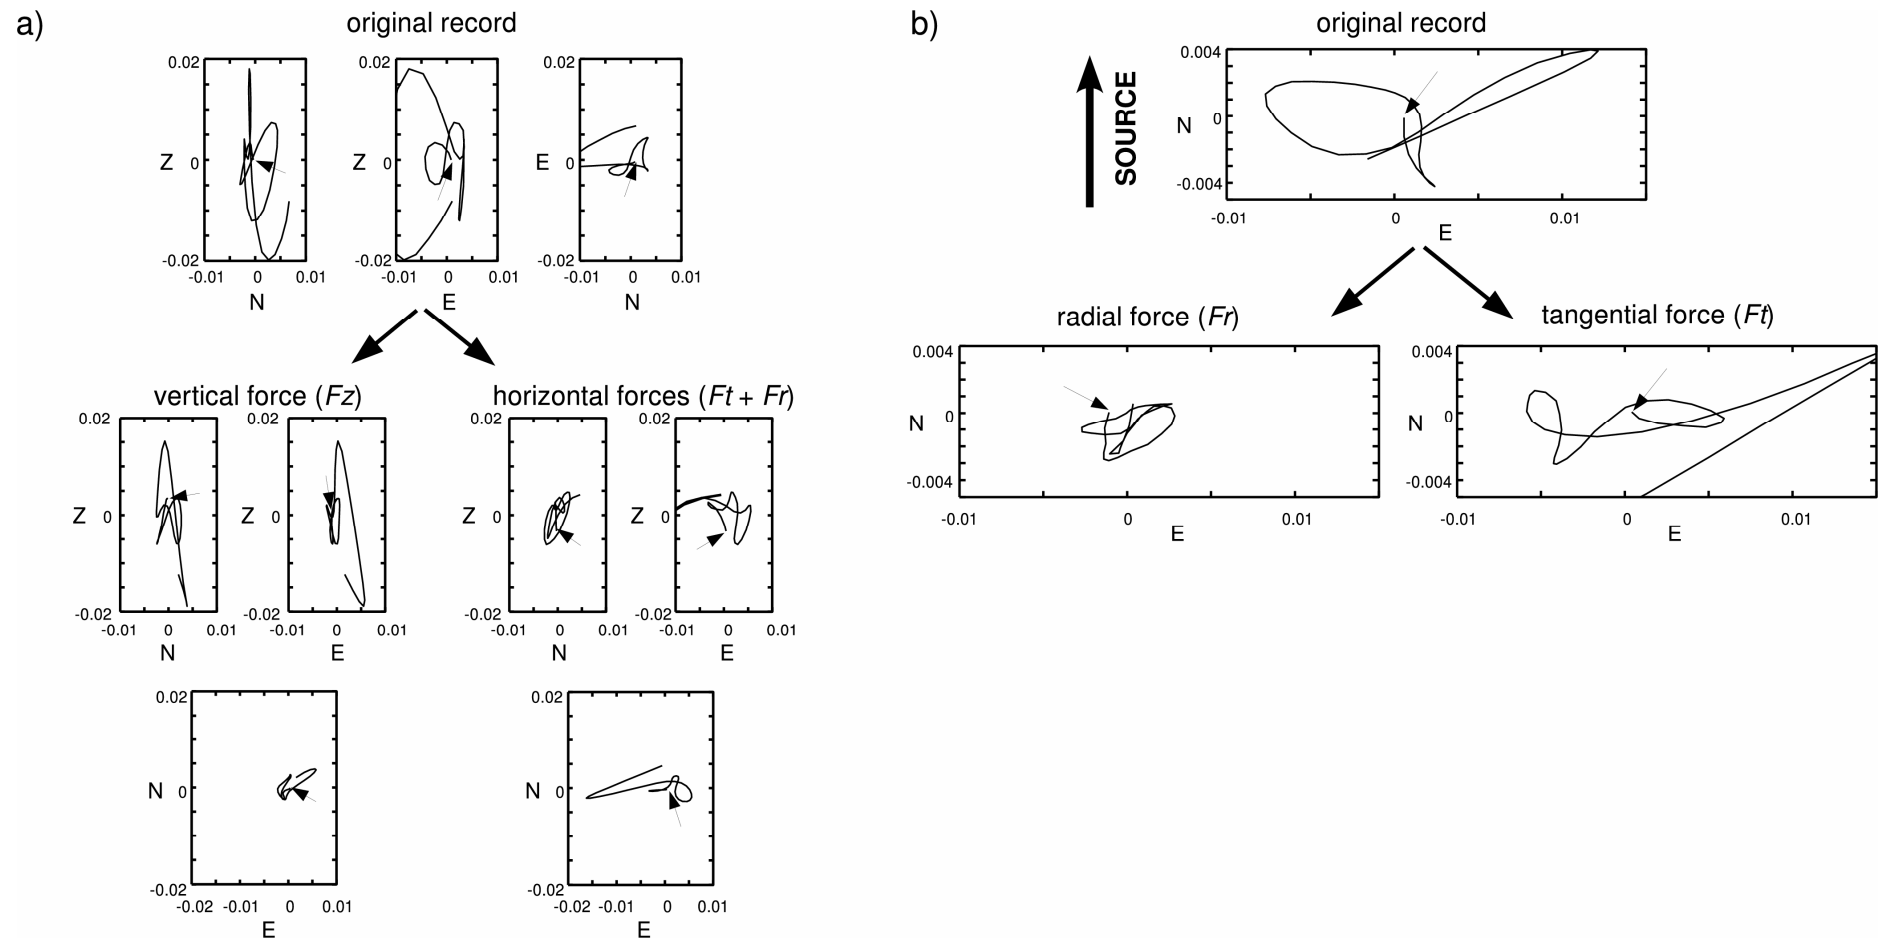 a)
original record
0.02
0.02
0.02
Z 0
Z 0
E 0
-0.02
-0.02
-0.02
-0.01 0 0.01
-0.01 0 0.01
-0.01 0 0.01
N
E
N
vertical force (Fz)
horizontal forces (Ft + Fr)
0.02
0.02
0.02
0.02
Z 0
Z 0
Z 0
Z 0
-0.02
-0.02
-0.02
-0.02
-0.01 0 0.01
-0.01 0 0.01
-0.01 0 0.01
-0.01 0 0.01
N
E
N
E
0.02
0.02
N 0
N 0
-0.02
-0.02
-0.02 -0.01 0 0.01
-0.02 -0.01 0 0.01
E
E
b)
original record
SOURCE
0.004
N 0
-0.004
-0.01 0 0.01
E
radial force (Fr)
tangential force (Ft)
0.004
0.004
N 0
N 0
-0.004
-0.004
-0.01 0 0.01
-0.01 0 0.01
E
E